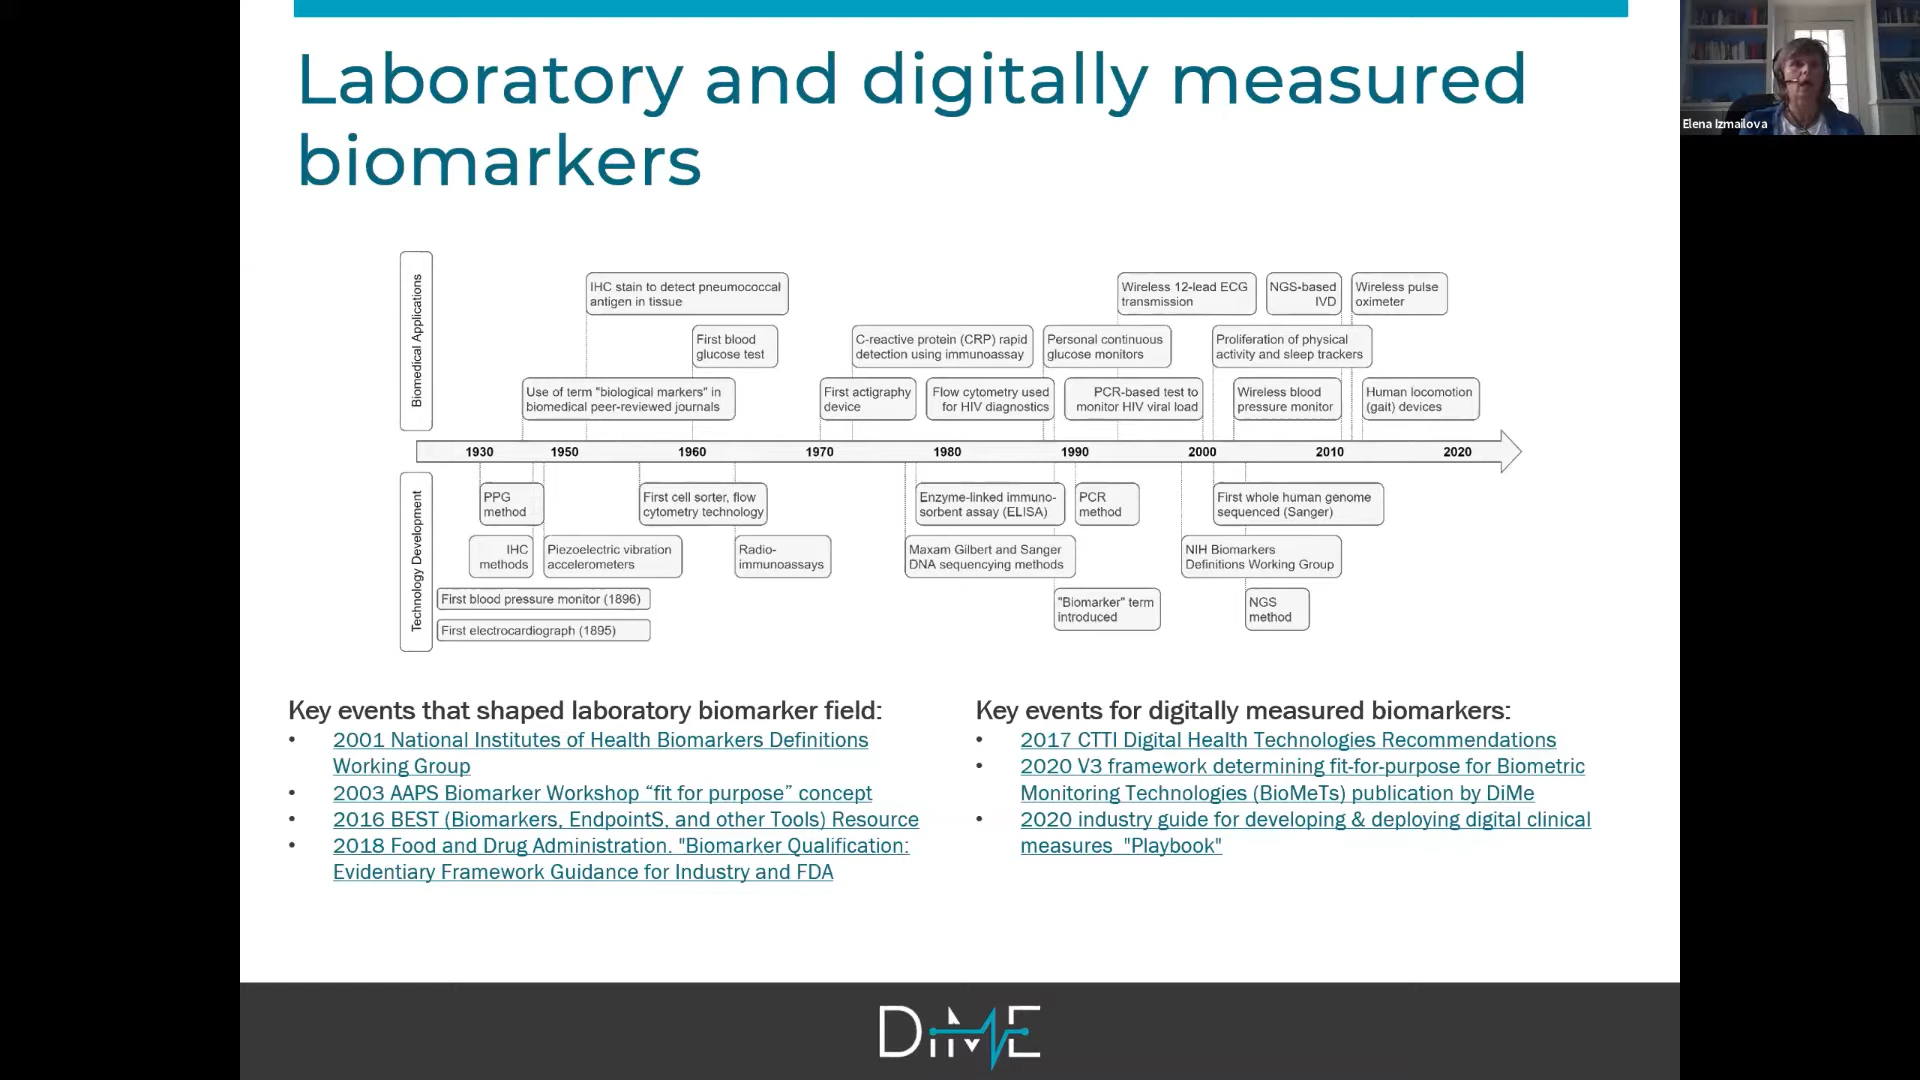 Laboratory and digitally measured
biomarkers
Elena Izmailova
Biomedical Applications
IHC stain to detect pneumococcal
antigen in tissue
Wireless 12-lead ECG
transmission
NGS-based
IVD
Wireless pulse
oximeter
First blood
glucose test
C-reactive protein (CRP) rapid
detection using immunoassay
Personal continuous
glucose monitors
Proliferation of physical
activity and sleep trackers
Use of term "biological markers" in
biomedical peer-reviewed journals
First actigraphy
device
Flow cytometry used
for HIV diagnostics
PCR-based test to
monitor HIV viral load
Wireless blood
pressure monitor
Human locomotion
(gait) devices
1930 1950 1960 1970 1980 1990 2000 2010 2020
Technology Development
PPG
method
First cell sorter, flow
cytometry technology
Enzyme-linked immuno-
sorbent assay (ELISA)
PCR
method
First whole human genome
sequenced (Sanger)
IHC
methods
Piezoelectric vibration
accelerometers
Radio-
immunoassays
Maxam Gilbert and Sanger
DNA sequencying methods
NIH Biomarkers
Definitions Working Group
First blood pressure monitor (1896)
"Biomarker" term
introduced
NGS
method
First electrocardiograph (1895)
Key events that shaped laboratory biomarker field:
• 2001 National Institutes of Health Biomarkers Definitions
Working Group
• 2003 AAPS Biomarker Workshop “fit for purpose” concept
• 2016 BEST (Biomarkers, EndpointS, and other Tools) Resource
• 2018 Food and Drug Administration. "Biomarker Qualification:
Evidentiary Framework Guidance for Industry and FDA
Key events for digitally measured biomarkers:
• 2017 CTTI Digital Health Technologies Recommendations
• 2020 V3 framework determining fit-for-purpose for Biometric
Monitoring Technologies (BioMeTs) publication by DiMe
• 2020 industry guide for developing & deploying digital clinical
measures "Playbook"
DiME